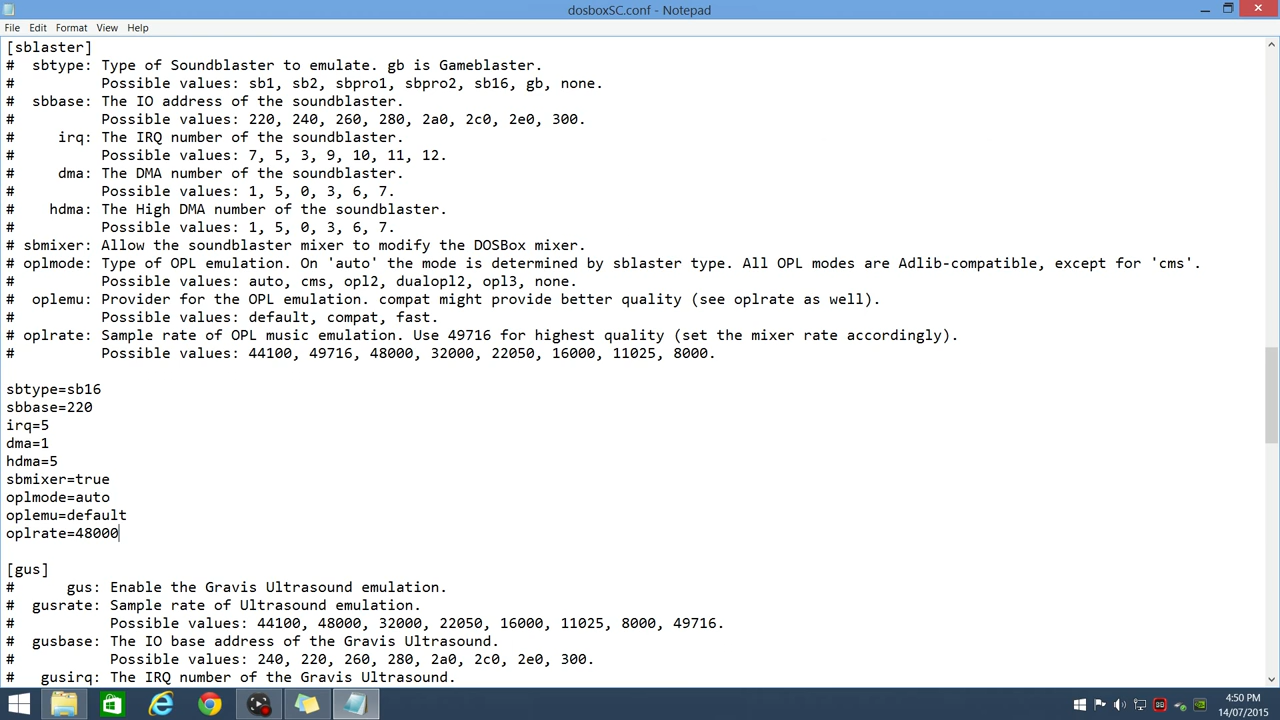 dosboxSC.conf - Notepad
File Edit Format View Help
[sblaster]
#  sbtype: Type of Soundblaster to emulate. gb is Gameblaster.
#          Possible values: sb1, sb2, sbpro1, sbpro2, sb16, gb, none.
#  sbbase: The IO address of the soundblaster.
#          Possible values: 220, 240, 260, 280, 2a0, 2c0, 2e0, 300.
#     irq: The IRQ number of the soundblaster.
#          Possible values: 7, 5, 3, 9, 10, 11, 12.
#     dma: The DMA number of the soundblaster.
#          Possible values: 1, 5, 0, 3, 6, 7.
#    hdma: The High DMA number of the soundblaster.
#          Possible values: 1, 5, 0, 3, 6, 7.
# sbmixer: Allow the soundblaster mixer to modify the DOSBox mixer.
# oplmode: Type of OPL emulation. On 'auto' the mode is determined by sblaster type. All OPL modes are Adlib-compatible, except for 'cms'.
#          Possible values: auto, cms, opl2, dualopl2, opl3, none.
#  oplemu: Provider for the OPL emulation. compat might provide better quality (see oplrate as well).
#          Possible values: default, compat, fast.
# oplrate: Sample rate of OPL music emulation. Use 49716 for highest quality (set the mixer rate accordingly).
#          Possible values: 44100, 49716, 48000, 32000, 22050, 16000, 11025, 8000.
sbtype=sb16
sbbase=220
irq=5
dma=1
hdma=5
sbmixer=true
oplmode=auto
oplemu=default
oplrate=48000
[gus]
#      gus: Enable the Gravis Ultrasound emulation.
#  gusrate: Sample rate of Ultrasound emulation.
#           Possible values: 44100, 48000, 32000, 22050, 16000, 11025, 8000, 49716.
#  gusbase: The IO base address of the Gravis Ultrasound.
#           Possible values: 240, 220, 260, 280, 2a0, 2c0, 2e0, 300.
#   gusirq: The IRQ number of the Gravis Ultrasound.
4:50 PM
14/07/2015